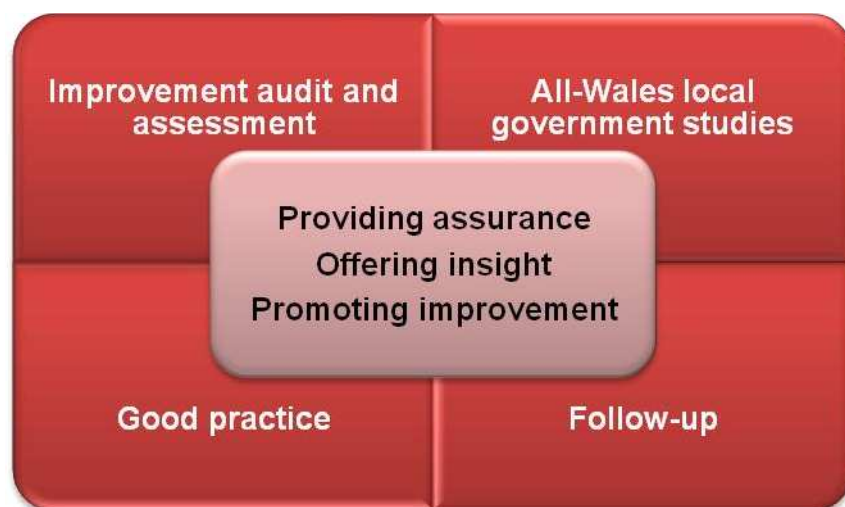 Improvement audit and
assessment
All-Wales local
government studies
Providing assurance
Offering insight
Promoting improvement
Good practice
Follow-up